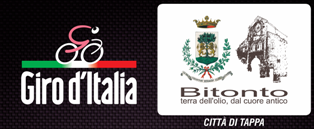 Giro d'Italia
Bitonto
terra dell'olio, dal cuore antico
CITTÀ DI TAPPA